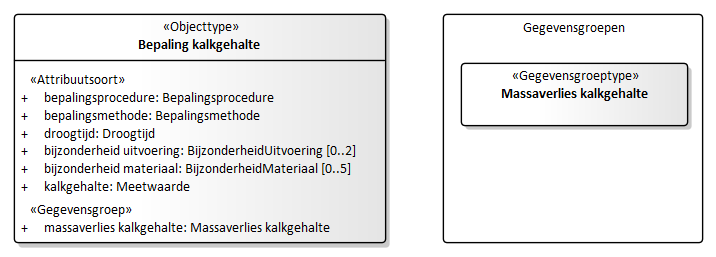 «Objecttype»
Bepaling kalkgehalte
«Attribuutsoort»
+ bepalingsprocedure: Bepalingsprocedure
+ bepalingsmethode: Bepalingsmethode
+ droogtijd: Droogtijd
+ bijzonderheid uitvoering: BijzonderheidUitvoering [0..2]
+ bijzonderheid materiaal: BijzonderheidMateriaal [0..5]
+ kalkgehalte: Meetwaarde
«Gegevensgroep»
+ massaverlies kalkgehalte: Massaverlies kalkgehalte
Gegevensgroepen
«Gegevensgroeptype»
Massaverlies kalkgehalte